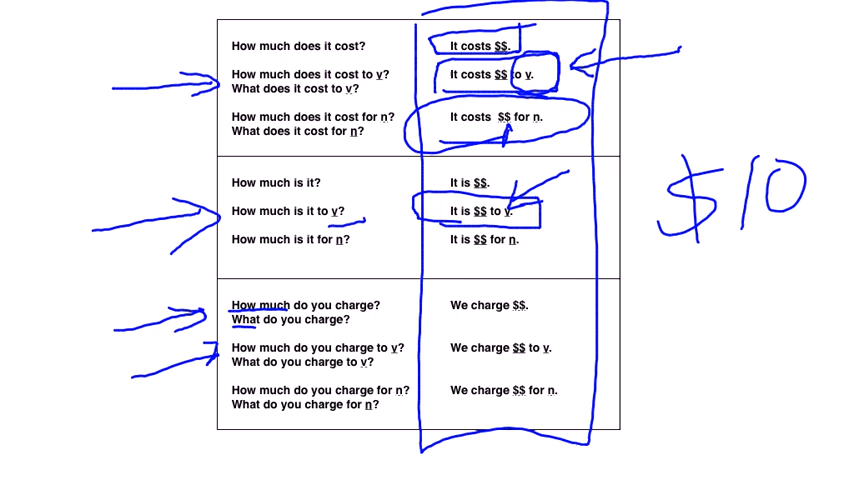 How much does it cost? It costs $$.
How much does it cost to v? It costs $$ to v.
What does it cost to v?
How much does it cost for n? It costs $$ for n.
What does it cost for n?
How much is it? It is $$.
How much is it to v? It is $$ to v.
How much is it for n? It is $$ for n.
$10
How much do you charge? We charge $$.
What do you charge?
How much do you charge to v? We charge $$ to v.
What do you charge to v?
How much do you charge for n? We charge $$ for n.
What do you charge for n?